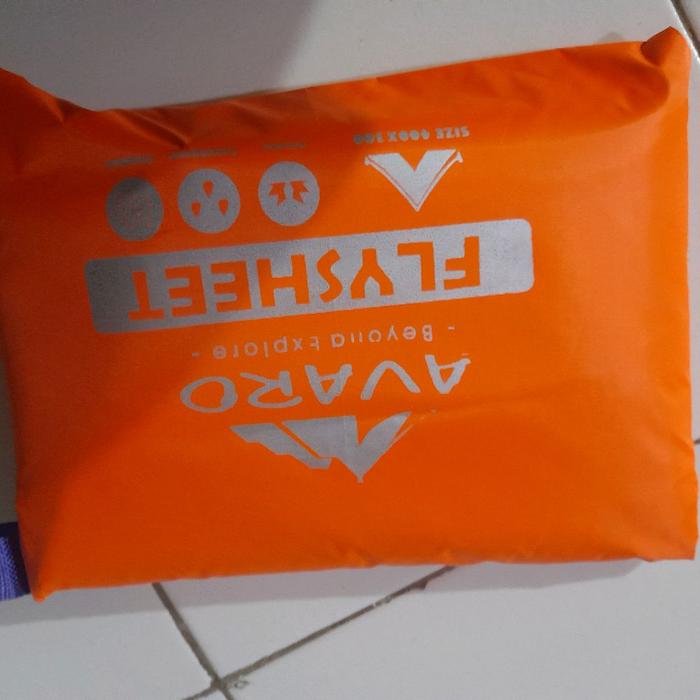 AVARO
- Beyond Explore -
FLYSHEET
SIZE 400X300